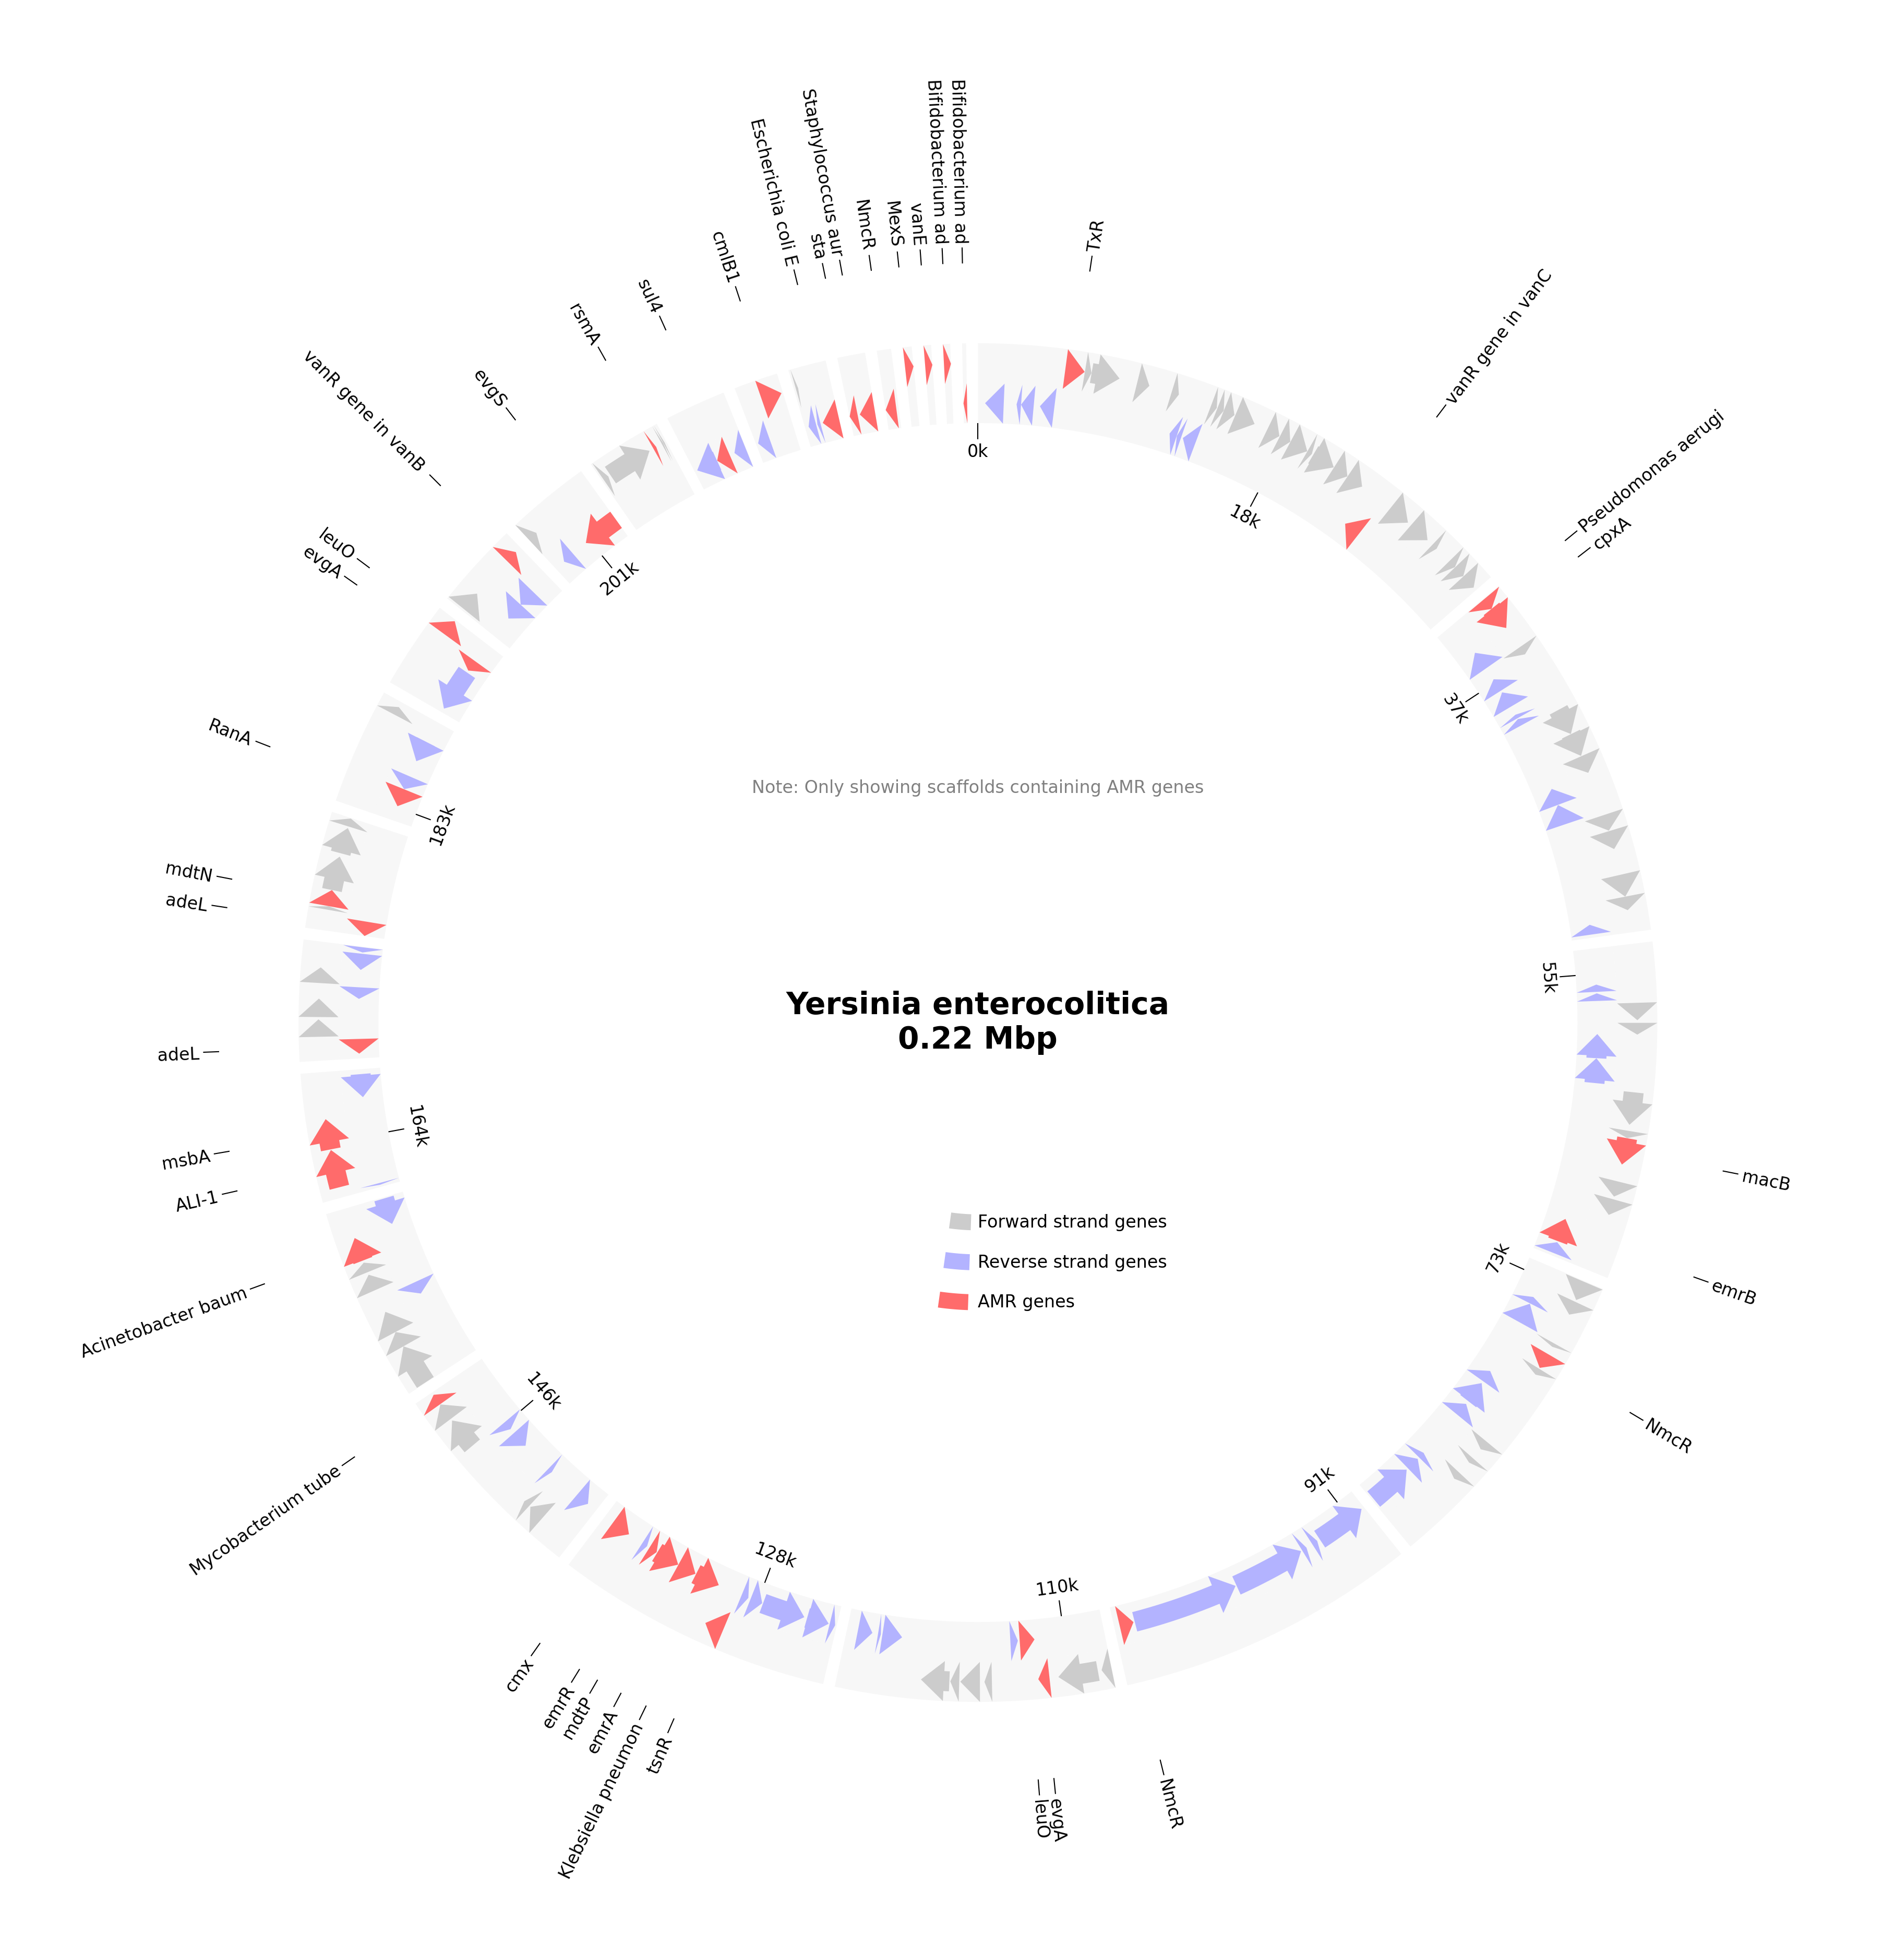 Bifidobacterium ad
Bifidobacterium ad
vanE
MexS
NmcR
Staphylococcus aur
sta
Escherichia coli E
cmlB1
sul4
rsmA
evgS
vanR gene in vanB
leuO
evgA
RanA
mdtN
adeL
adeL
msbA
ALI-1
Acinetobacter baum
Mycobacterium tube
cmx
emrR
mdtP
emrA
Klebsiella pneumon
tsnR
leuO
evgA
NmcR
NmcR
emrB
macB
cpxA
Pseudomonas aerugi
vanR gene in vanC
TxR
0k
18k
37k
55k
73k
91k
110k
128k
146k
164k
183k
201k
Note: Only showing scaffolds containing AMR genes
Yersinia enterocolitica
0.22 Mbp
Forward strand genes
Reverse strand genes
AMR genes